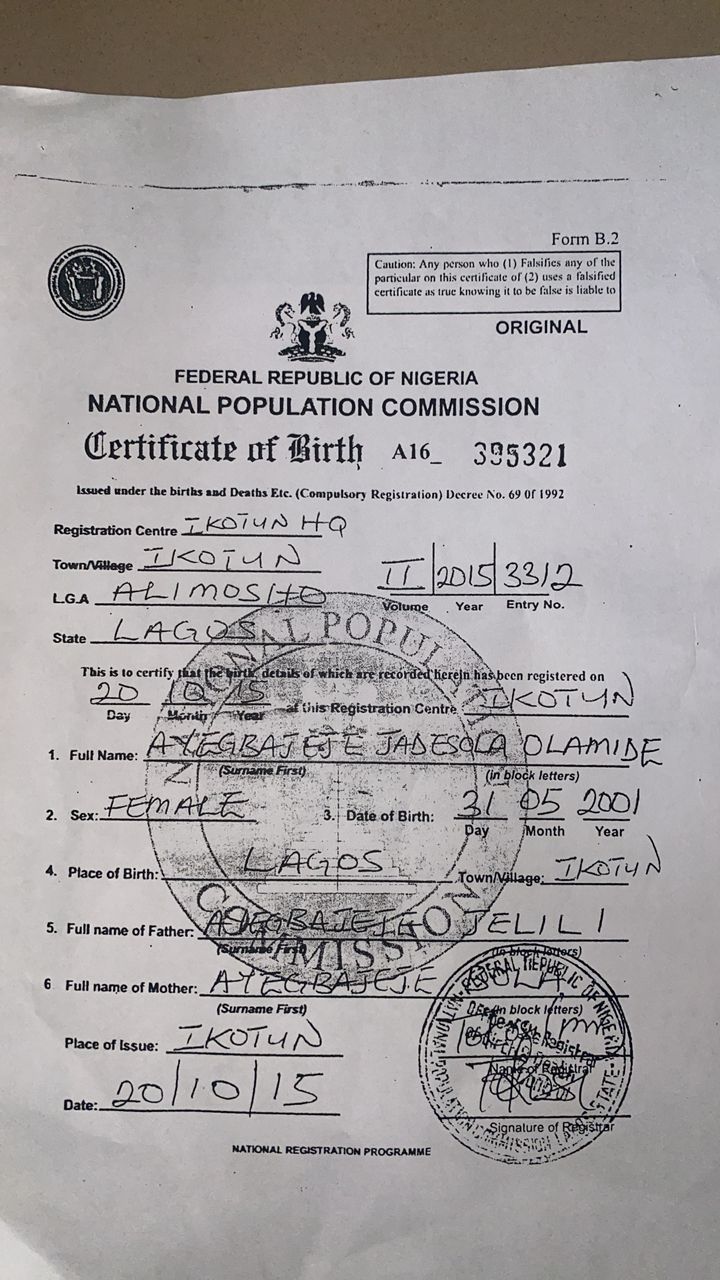 Form B.2
Caution: Any person who (1) Falsifies any of the
particular on this certificate of (2) uses a falsified
certificate as true knowing it to be false is liable to
ORIGINAL
FEDERAL REPUBLIC OF NIGERIA
NATIONAL POPULATION COMMISSION
Certificate of Birth A16_ 395321
Issued under the births and Deaths Etc. (Compulsory Registration) Decree No. 69 Of 1992
Registration Centre IKOTUN HQ
Town/Village IKOTUN
II 2015 3312
L.G.A ALIMOSHO
Volume Year Entry No.
State LAGOS
This is to certify that the birth, details of which are recorded herein has been registered on
20 10 15 at this Registration Centre IKOTUN
Day Month Year
1. Full Name: AYEGBAJEJE JADESOLA OLAMIDE
(Surname First) (in block letters)
2. Sex: FEMALE 3. Date of Birth: 31 05 2001
Day Month Year
4. Place of Birth: LAGOS Town/Village: IKOTUN
5. Full name of Father: AYEGBAJEJE JELILI
(Surname First) (in block letters)
6 Full name of Mother: AYEGBAJEJE
(Surname First) (in block letters)
Place of Issue: IKOTUN
Name of Registrar
Date: 20/10/15
Signature of Registrar
NATIONAL REGISTRATION PROGRAMME
NATIONAL POPULATION COMMISSION
FEDERAL REPUBLIC OF NIGERIA